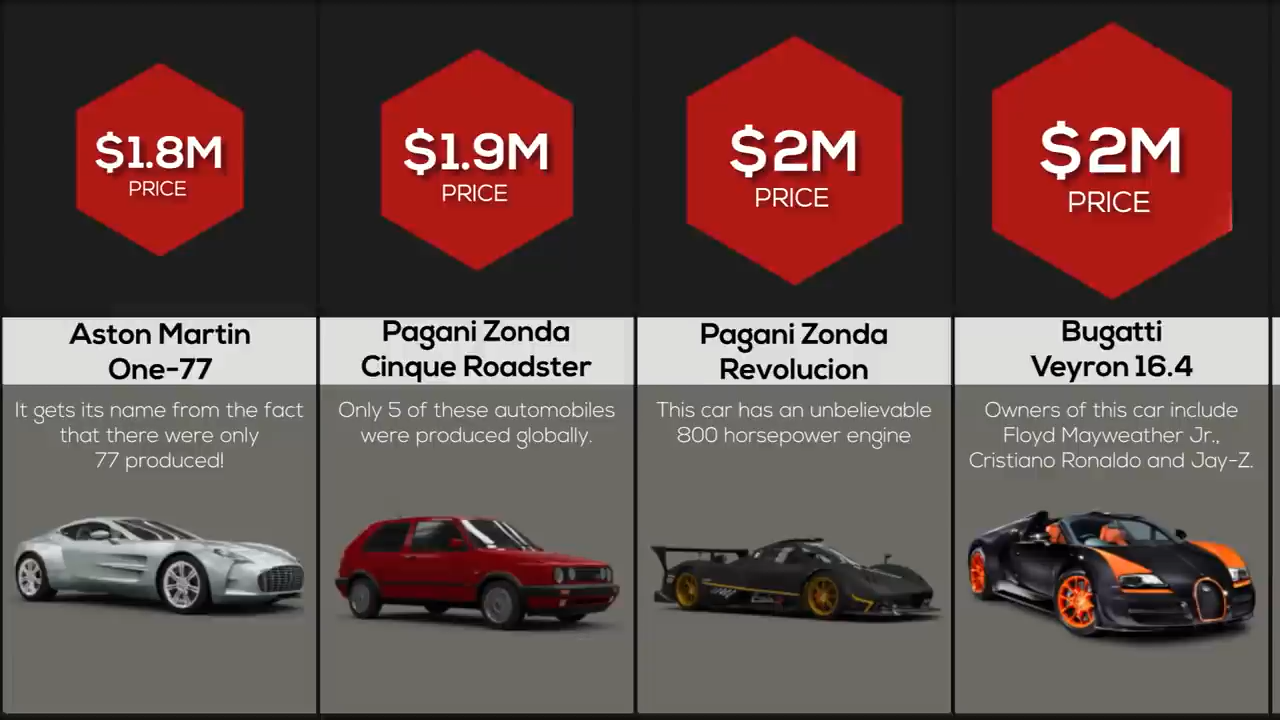 $1.8M
PRICE
$1.9M
PRICE
$2M
PRICE
$2M
PRICE
Aston Martin
One-77
Pagani Zonda
Cinque Roadster
Pagani Zonda
Revolucion
Bugatti
Veyron 16.4
It gets its name from the fact
that there were only
77 produced!
Only 5 of these automobiles
were produced globally.
This car has an unbelievable
800 horsepower engine
Owners of this car include
Floyd Mayweather Jr.,
Cristiano Ronaldo and Jay-Z.